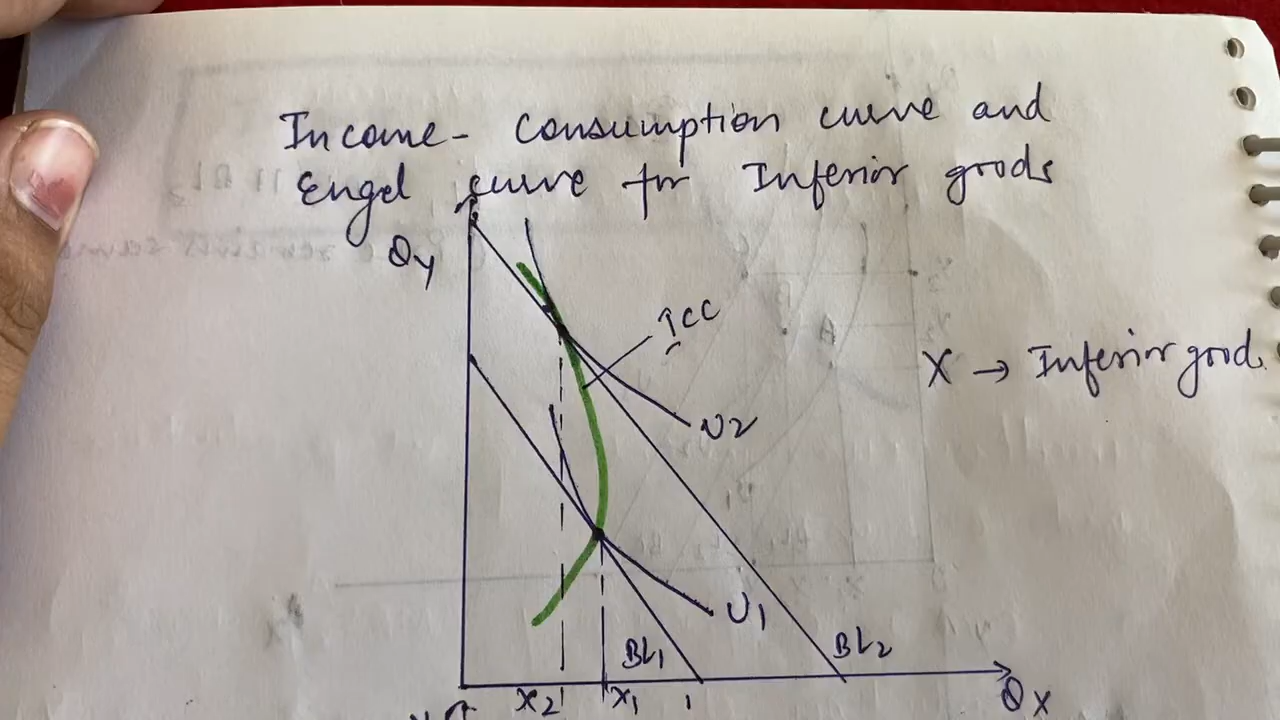 Income- Consumption curve and
Engel curve for Inferior goods
Qy
ICC
X → Inferior good
U2
U1
BL1
BL2
X2
X1
Qx